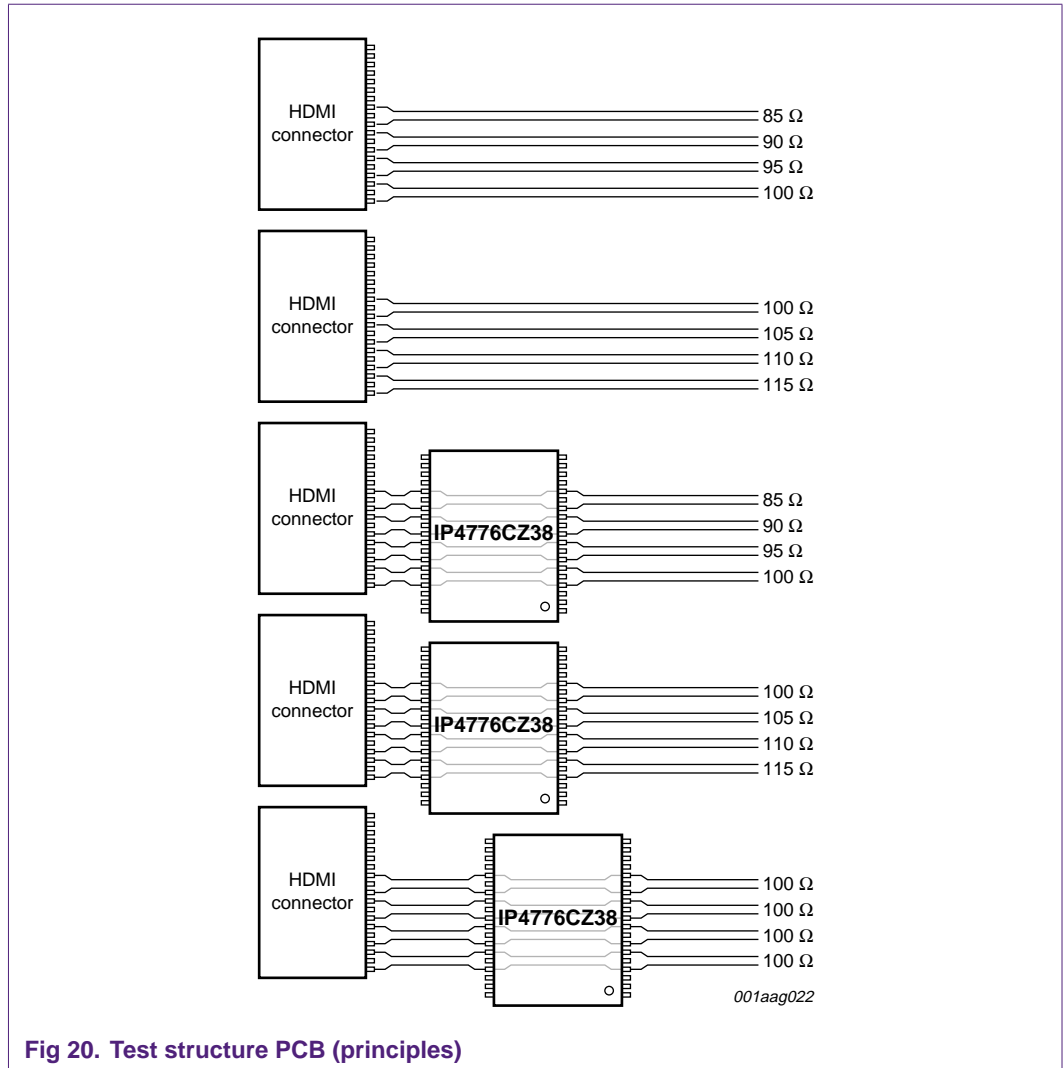 HDMI
connector
85 Ω
90 Ω
95 Ω
100 Ω
HDMI
connector
100 Ω
105 Ω
110 Ω
115 Ω
HDMI
connector
IP4776CZ38
85 Ω
90 Ω
95 Ω
100 Ω
HDMI
connector
IP4776CZ38
100 Ω
105 Ω
110 Ω
115 Ω
HDMI
connector
IP4776CZ38
100 Ω
100 Ω
100 Ω
100 Ω
001aag022
Fig 20. Test structure PCB (principles)